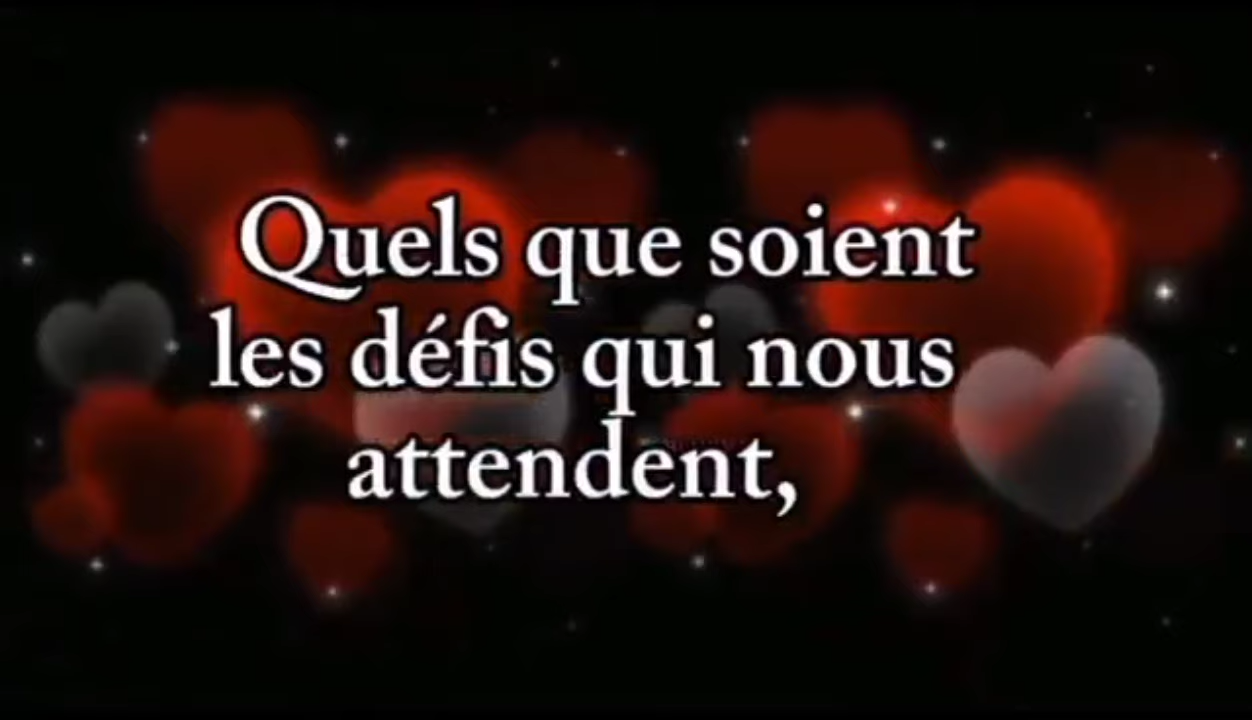 Quels que soient
les défis qui nous
attendent,